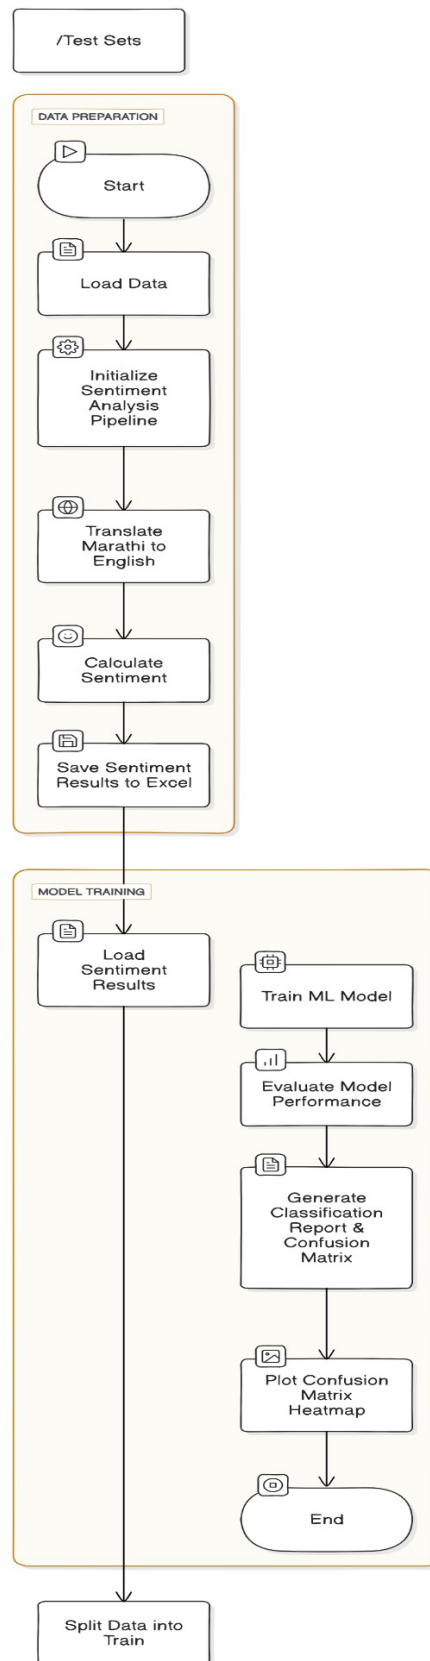 /Test Sets
DATA PREPARATION
Start
Load Data
Initialize
Sentiment
Analysis
Pipeline
Translate
Marathi to
English
Calculate
Sentiment
Save Sentiment
Results to Excel
MODEL TRAINING
Load
Sentiment
Results
Train ML Model
Evaluate Model
Performance
Generate
Classification
Report &
Confusion
Matrix
Plot Confusion
Matrix
Heatmap
End
Split Data into
Train